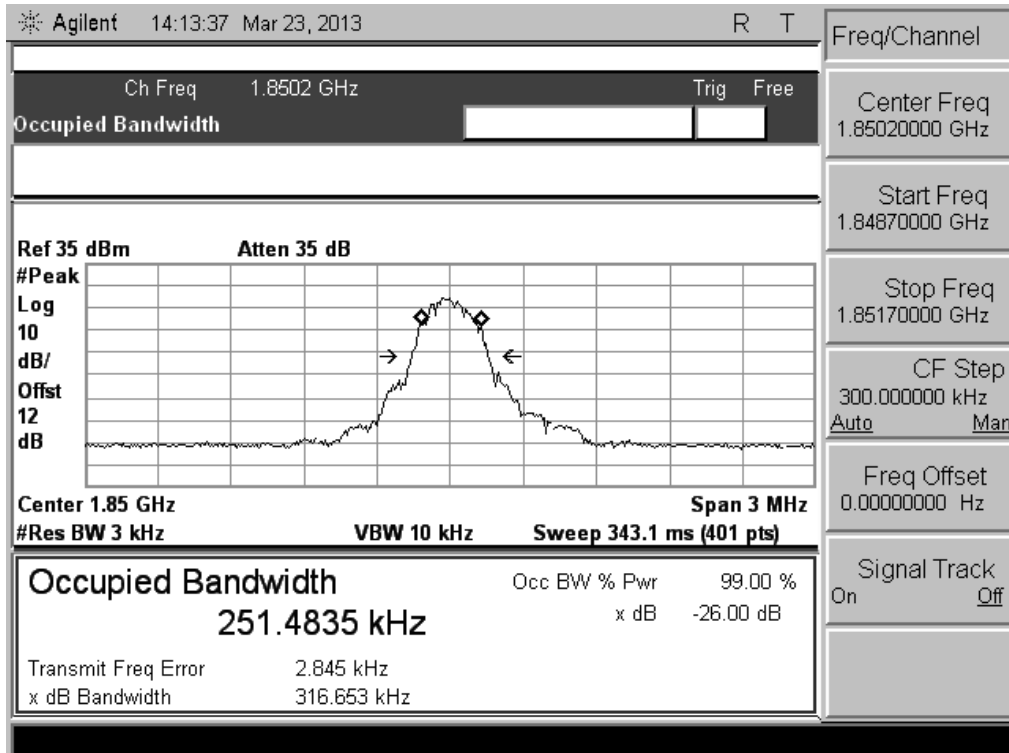 Agilent 14:13:37 Mar 23, 2013 R T
Freq/Channel
Ch Freq 1.8502 GHz Trig Free
Occupied Bandwidth
Center Freq
1.85020000 GHz
Start Freq
1.84870000 GHz
Ref 35 dBm Atten 35 dB
#Peak
Log
10
dB/
Offst
12
dB
Stop Freq
1.85170000 GHz
CF Step
300.000000 kHz
Auto Man
Center 1.85 GHz Span 3 MHz
#Res BW 3 kHz VBW 10 kHz Sweep 343.1 ms (401 pts)
Freq Offset
0.00000000 Hz
Occupied Bandwidth Occ BW % Pwr 99.00 %
251.4835 kHz x dB -26.00 dB
Transmit Freq Error 2.845 kHz
x dB Bandwidth 316.653 kHz
Signal Track
On Off